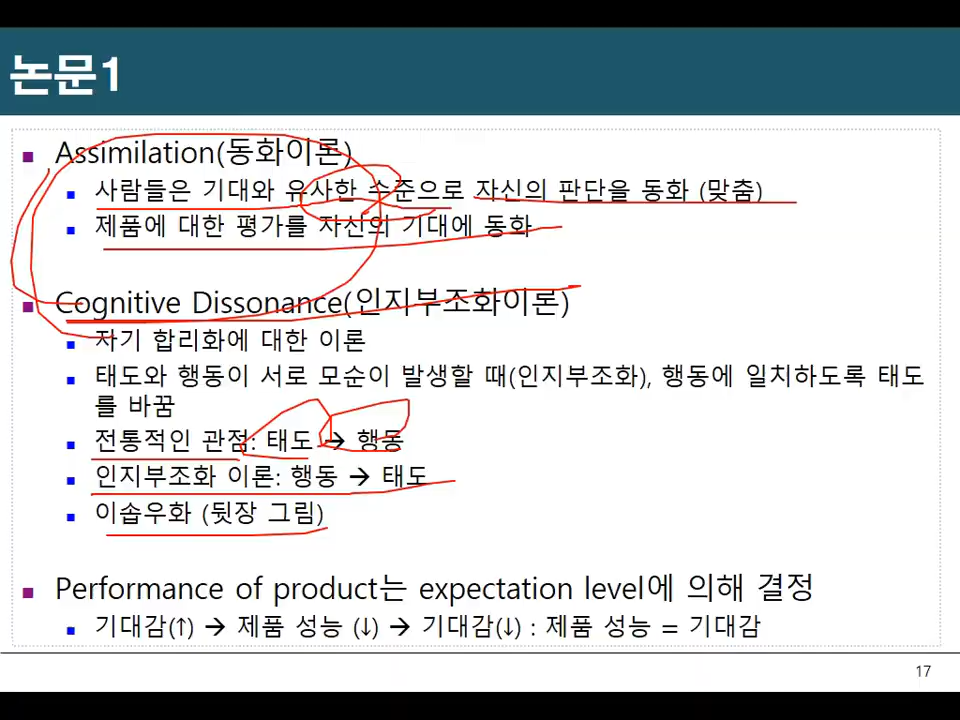 논문1
Assimilation(동화이론)
사람들은 기대와 유사한 수준으로 자신의 판단을 동화 (맞춤)
제품에 대한 평가를 자신의 기대에 동화
Cognitive Dissonance(인지부조화이론)
자기 합리화에 대한 이론
태도와 행동이 서로 모순이 발생할 때(인지부조화), 행동에 일치하도록 태도
를 바꿈
전통적인 관점: 태도 → 행동
인지부조화 이론: 행동 → 태도
이솝우화 (뒷장 그림)
Performance of product는 expectation level에 의해 결정
기대감(↑) → 제품 성능 (↓) → 기대감(↓) : 제품 성능 = 기대감
17